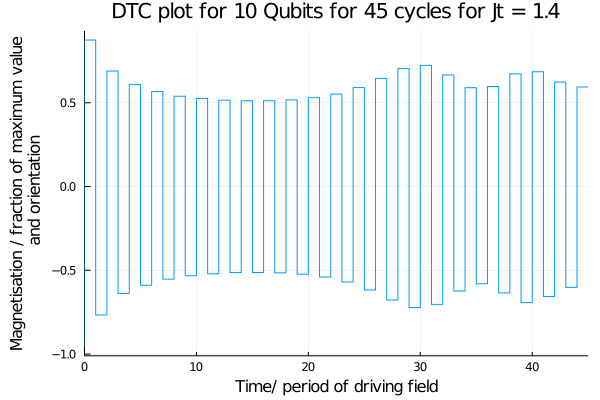 DTC plot for 10 Qubits for 45 cycles for Jt = 1.4
Magnetisation / fraction of maximum value
and orientation
0.5
0.0
−0.5
−1.0
0
10
20
30
40
Time/ period of driving field